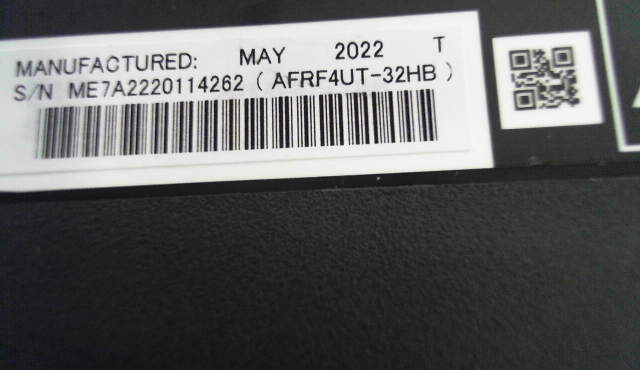 MANUFACTURED: MAY 2022 T
S/N ME7A2220114262 ( AFRF4UT-32HB )